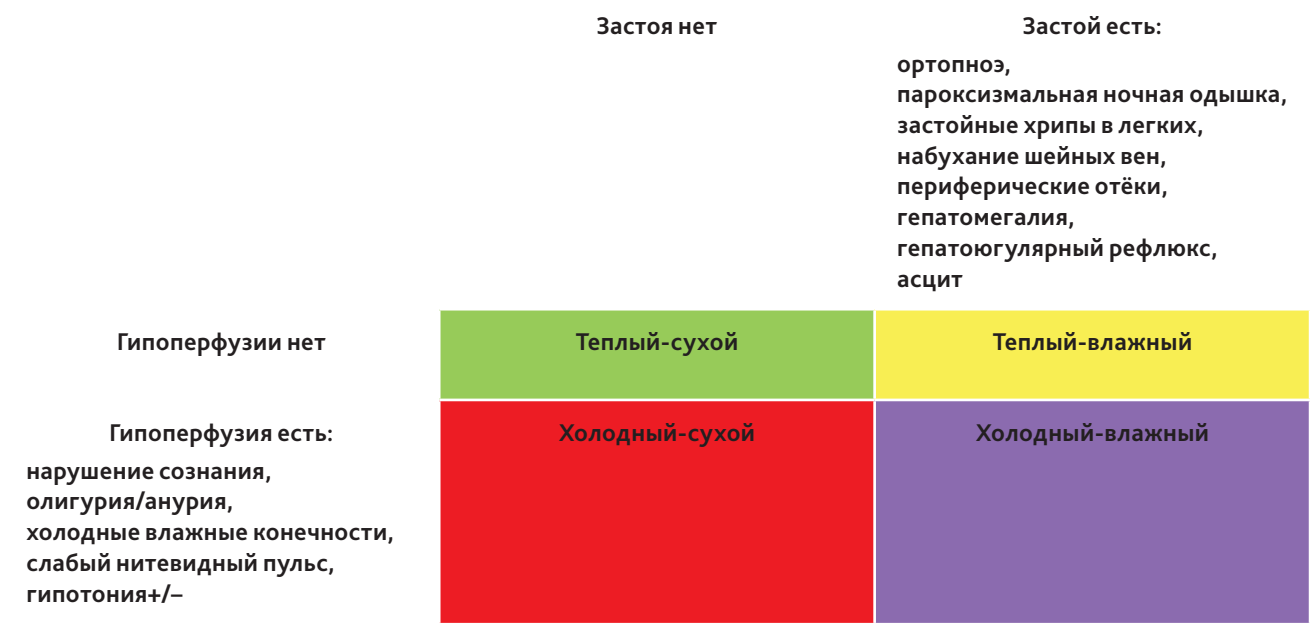 Застоя нет
Застой есть:
ортопноэ,
пароксизмальная ночная одышка,
застойные хрипы в легких,
набухание шейных вен,
периферические отёки,
гепатомегалия,
гепатоюгулярный рефлюкс,
асцит
Гипоперфузии нет
Теплый-сухой
Теплый-влажный
Гипоперфузия есть:
нарушение сознания,
олигурия/анурия,
холодные влажные конечности,
слабый нитевидный пульс,
гипотония+/–
Холодный-сухой
Холодный-влажный